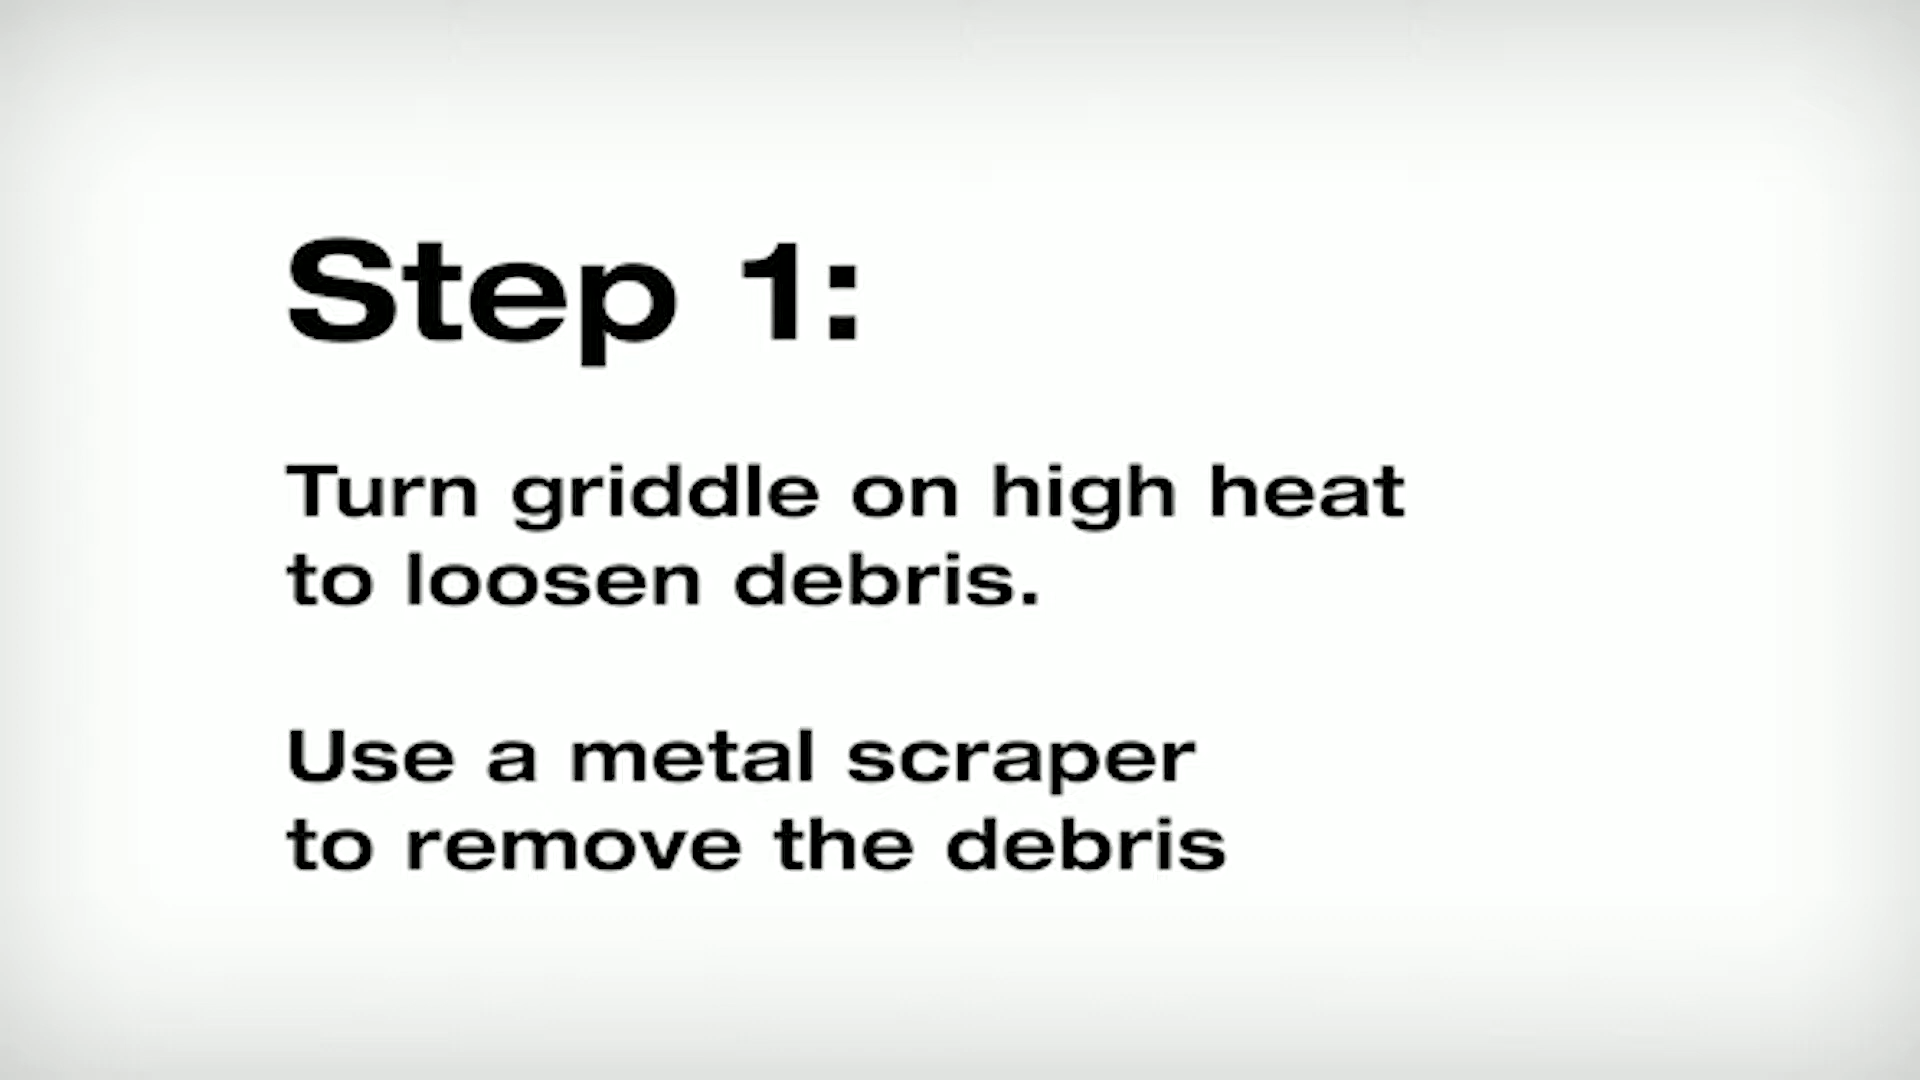 Step 1:
Turn griddle on high heat
to loosen debris.
Use a metal scraper
to remove the debris